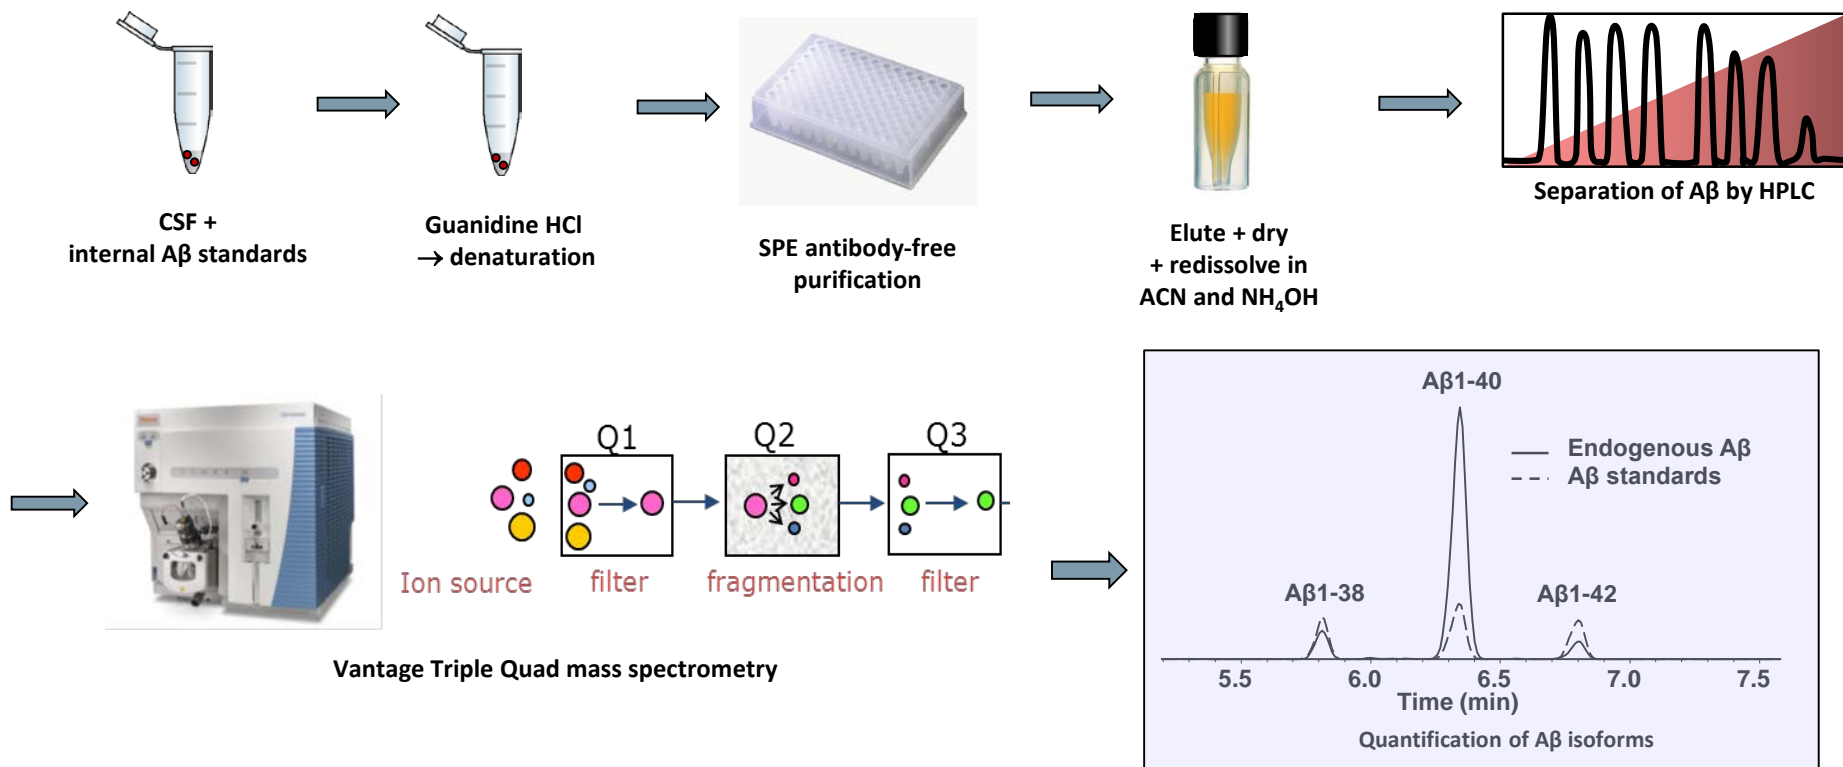 CSF +
internal Aβ standards
Guanidine HCl
→ denaturation
SPE antibody-free
purification
Elute + dry
+ redissolve in
ACN and NH₄OH
Separation of Aβ by HPLC
Q1
Q2
Q3
Ion source
filter
fragmentation
filter
Vantage Triple Quad mass spectrometry
Aβ1-40
Endogenous Aβ
Aβ standards
Aβ1-38
Aβ1-42
5.5
6.0
6.5
7.0
7.5
Time (min)
Quantification of Aβ isoforms